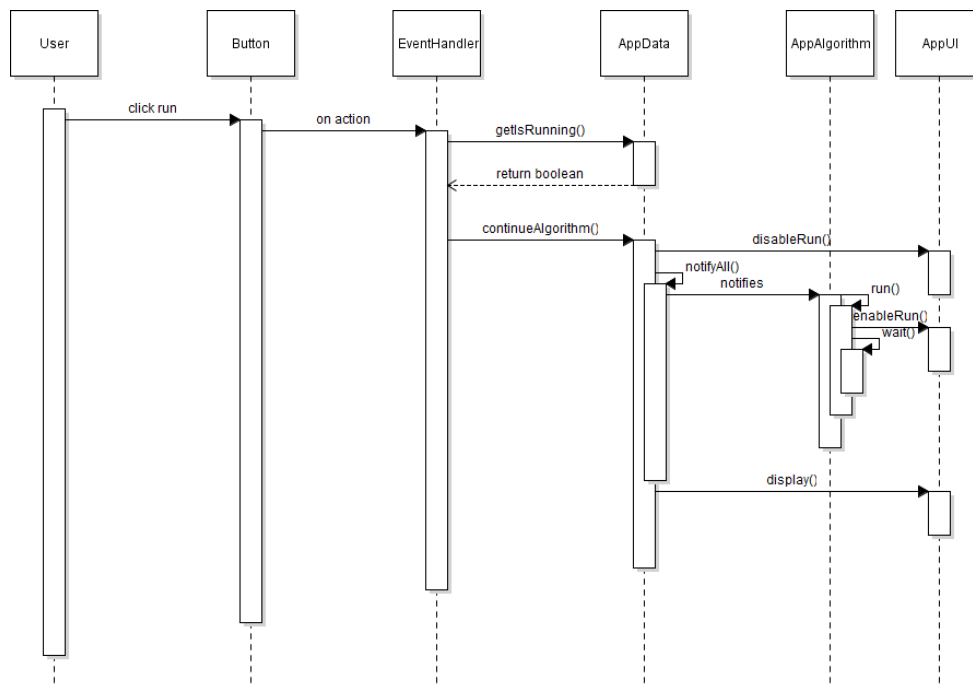 User
Button
EventHandler
AppData
AppAlgorithm
AppUI
click run
on action
getIsRunning()
return boolean
continueAlgorithm()
disableRun()
notifyAll()
notifies
run()
enableRun()
wait()
display()